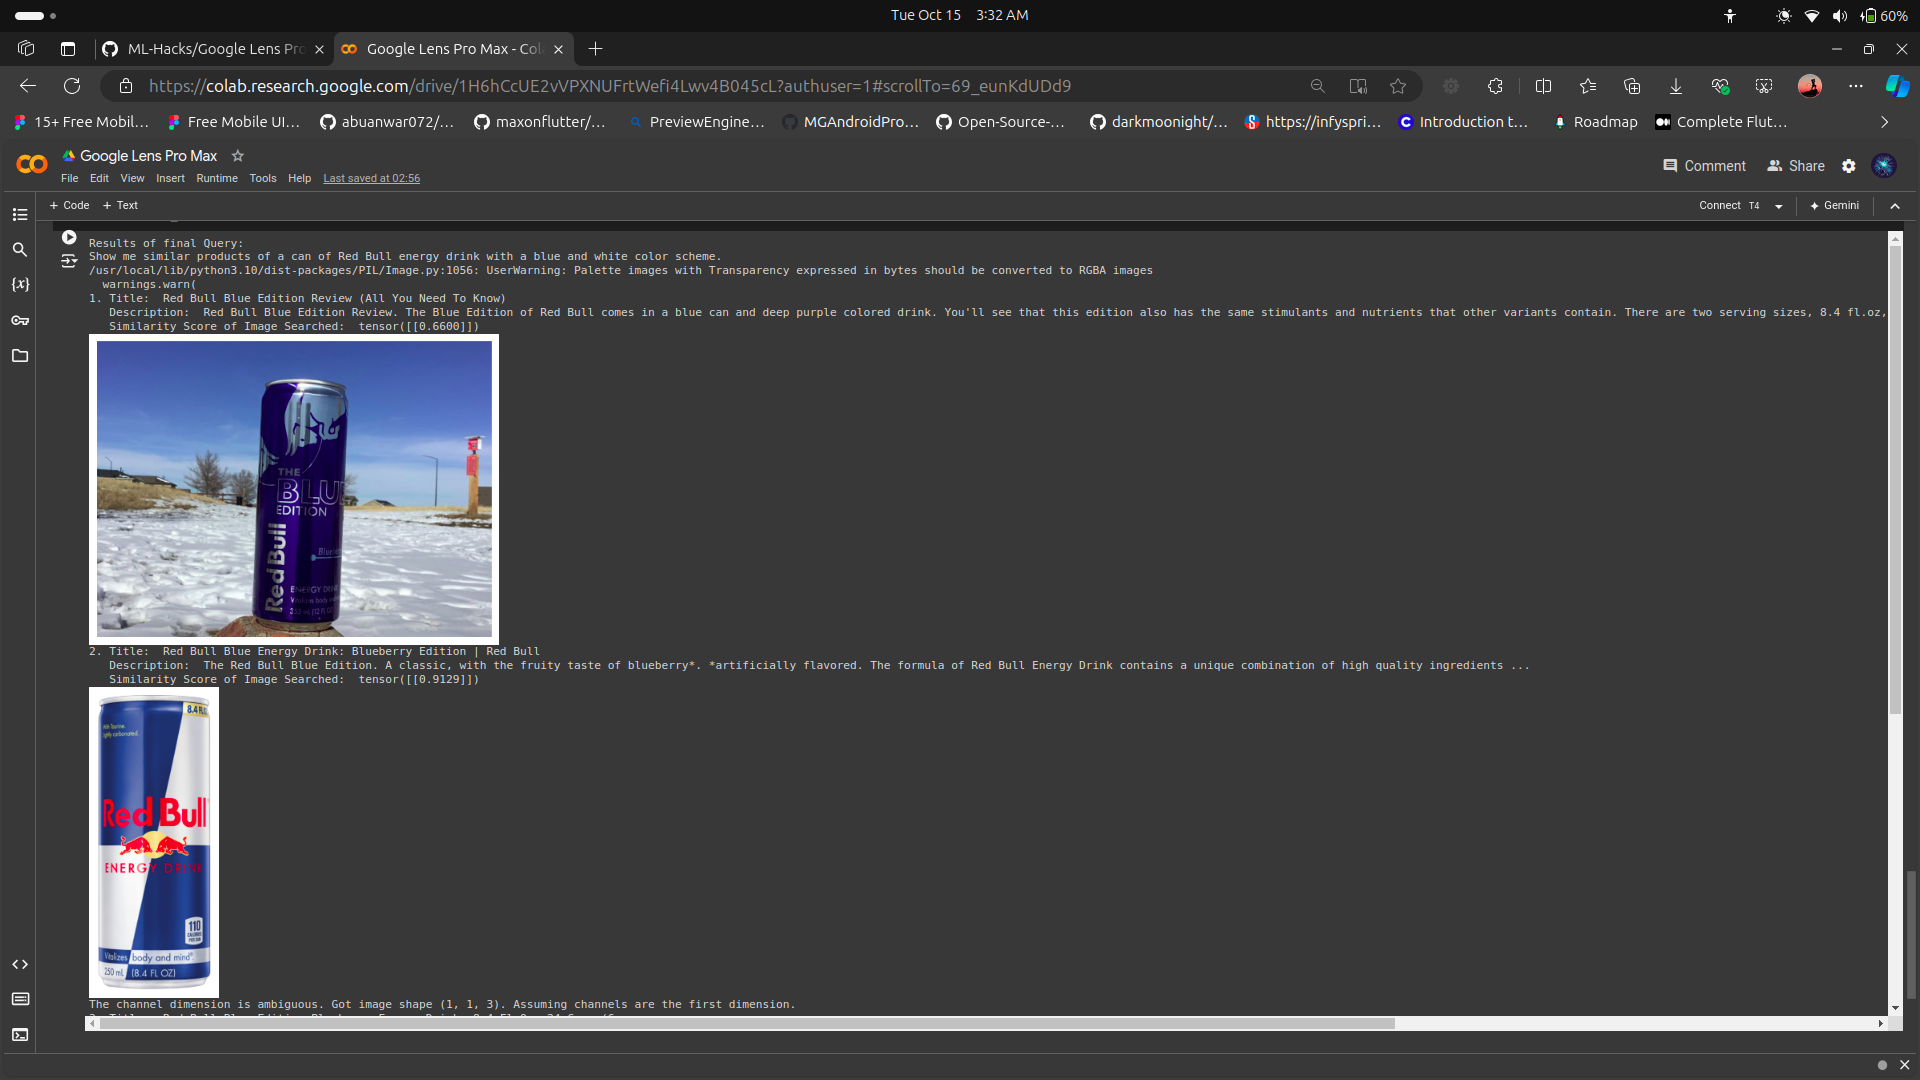 Tue Oct 15 3:32 AM
60%
ML-Hacks/Google Lens Pro
Google Lens Pro Max - Col
https://colab.research.google.com/drive/1H6hCcUE2vVPXNUFrtWefi4Lwv4B045cL?authuser=1#scrollTo=69_eunKdUDd9
15+ Free Mobil...
Free Mobile UI...
abuanwar072/...
maxonflutter/...
PreviewEngine...
MGAndroidPro...
Open-Source-...
darkmoonight/...
https://infyspri...
Introduction t...
Roadmap
Complete Flut...
Google Lens Pro Max
File Edit View Insert Runtime Tools Help Last saved at 02:56
Comment
Share
+ Code + Text
Connect T4
Gemini
Results of final Query:
Show me similar products of a can of Red Bull energy drink with a blue and white color scheme.
/usr/local/lib/python3.10/dist-packages/PIL/Image.py:1056: UserWarning: Palette images with Transparency expressed in bytes should be converted to RGBA images
warnings.warn(
1. Title: Red Bull Blue Edition Review (All You Need To Know)
Description: Red Bull Blue Edition Review. The Blue Edition of Red Bull comes in a blue can and deep purple colored drink. You'll see that this edition also has the same stimulants and nutrients that other variants contain. There are two serving sizes, 8.4 fl.oz,
Similarity Score of Image Searched: tensor([[0.6600]])
THE
BLU
EDITION
Red Bull
ENERGY DRIN
2. Title: Red Bull Blue Energy Drink: Blueberry Edition | Red Bull
Description: The Red Bull Blue Edition. A classic, with the fruity taste of blueberry*. *artificially flavored. The formula of Red Bull Energy Drink contains a unique combination of high quality ingredients ...
Similarity Score of Image Searched: tensor([[0.9129]])
8.4 FL
With Taurine.
Lightly carbonated.
Red Bull
ENERGY DRINK
110
CALORIES
PER CAN
Vitalizes body and mind
250 mL (8.4 FL OZ)
The channel dimension is ambiguous. Got image shape (1, 1, 3). Assuming channels are the first dimension.